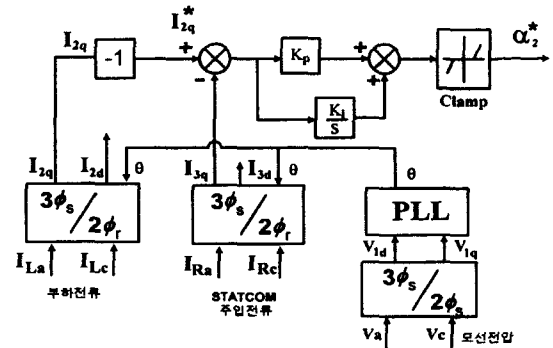 I2q
-1
I2q*
+
-
Kp
+
+
KI
S
Clamp
α2*
I2q
I2d
θ
I3q
I3d
θ
θ
3φs
2φr
3φs
2φr
PLL
V1d
V1q
ILa
ILc
IRa
IRc
3φs
2φs
부하전류
STATCOM
주입전류
Va
Vc
모선전압